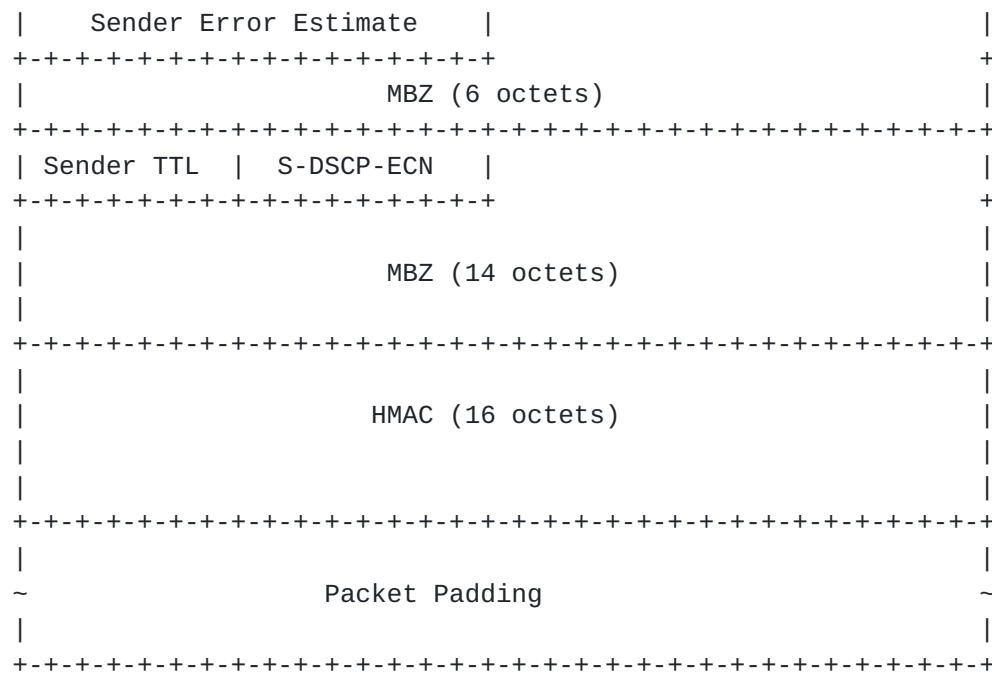 |    Sender Error Estimate    |                               |
+-+-+-+-+-+-+-+-+-+-+-+-+-+-+-+                               +
|                       MBZ (6 octets)                        |
+-+-+-+-+-+-+-+-+-+-+-+-+-+-+-+-+-+-+-+-+-+-+-+-+-+-+-+-+-+-+-+
| Sender TTL  |  S-DSCP-ECN   |                               |
+-+-+-+-+-+-+-+-+-+-+-+-+-+-+-+                               +
|                                                             |
|                       MBZ (14 octets)                       |
|                                                             |
+-+-+-+-+-+-+-+-+-+-+-+-+-+-+-+-+-+-+-+-+-+-+-+-+-+-+-+-+-+-+-+
|                                                             |
|                      HMAC (16 octets)                       |
|                                                             |
|                                                             |
+-+-+-+-+-+-+-+-+-+-+-+-+-+-+-+-+-+-+-+-+-+-+-+-+-+-+-+-+-+-+-+
|                                                             |
~                   Packet Padding                            ~
|                                                             |
+-+-+-+-+-+-+-+-+-+-+-+-+-+-+-+-+-+-+-+-+-+-+-+-+-+-+-+-+-+-+-+